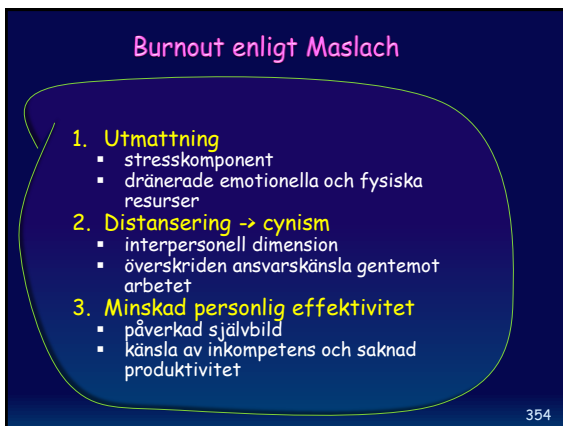 Burnout enligt Maslach
1. Utmattning
▪ stresskomponent
▪ dränerade emotionella och fysiska
resurser
2. Distansering -> cynism
▪ interpersonell dimension
▪ överskriden ansvarskänsla gentemot
arbetet
3. Minskad personlig effektivitet
▪ påverkad självbild
▪ känsla av inkompetens och saknad
produktivitet
354